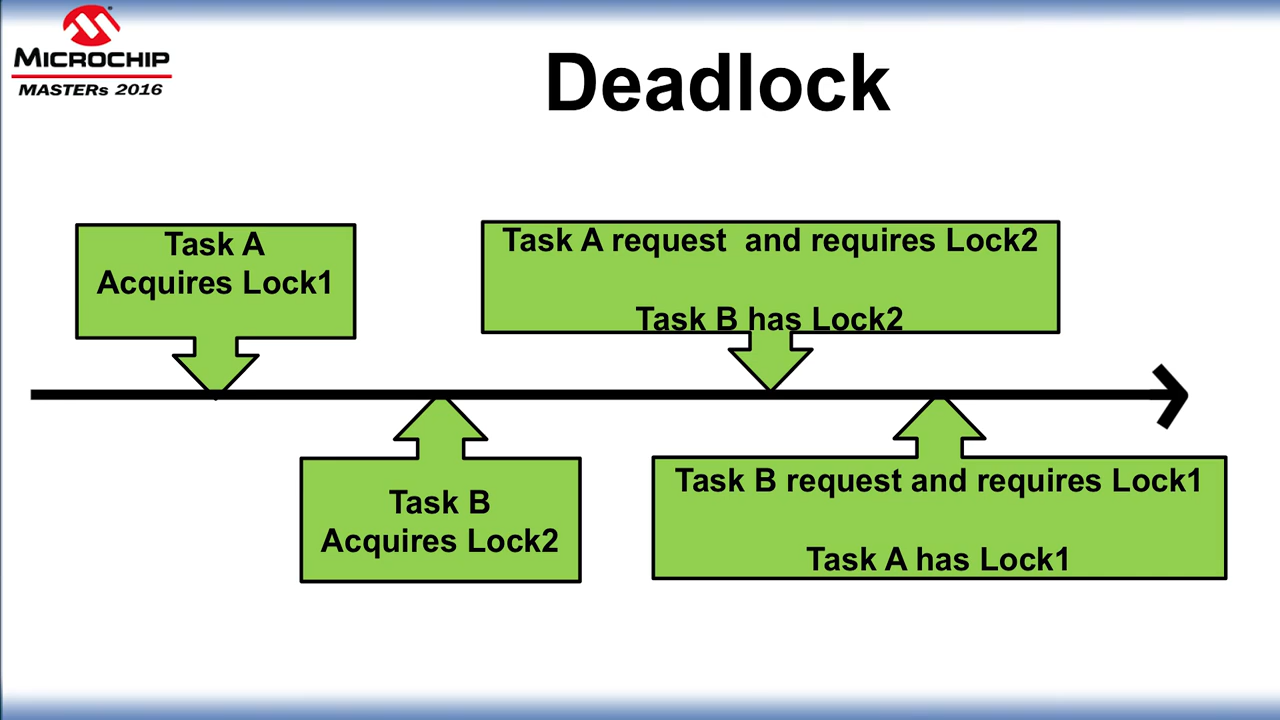 MICROCHIP
MASTERs 2016
Deadlock
Task A
Acquires Lock1
Task A request  and requires Lock2
Task B has Lock2
Task B
Acquires Lock2
Task B request and requires Lock1
Task A has Lock1